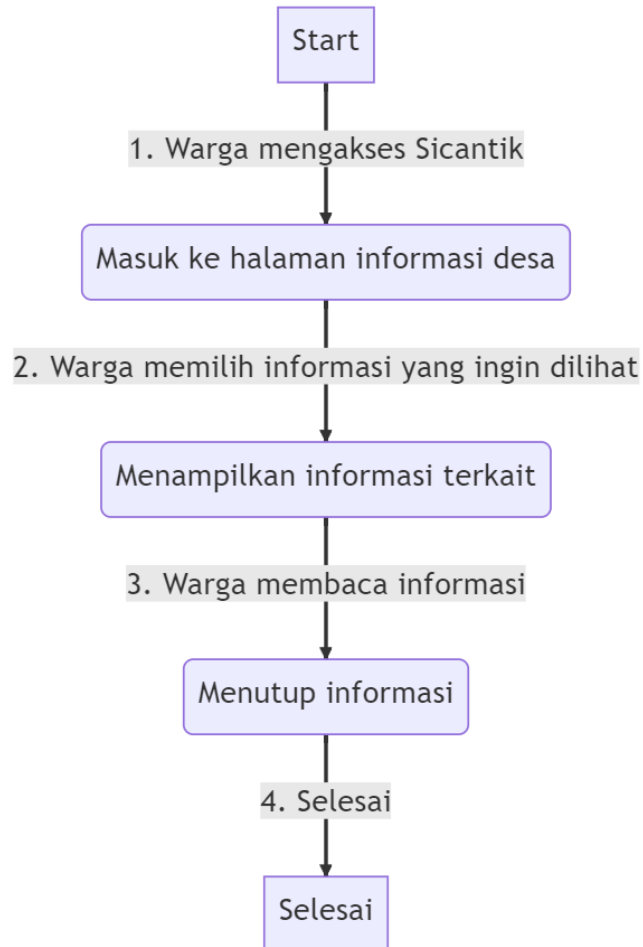 Start
1. Warga mengakses Sicantik
Masuk ke halaman informasi desa
2. Warga memilih informasi yang ingin dilihat
Menampilkan informasi terkait
3. Warga membaca informasi
Menutup informasi
4. Selesai
Selesai